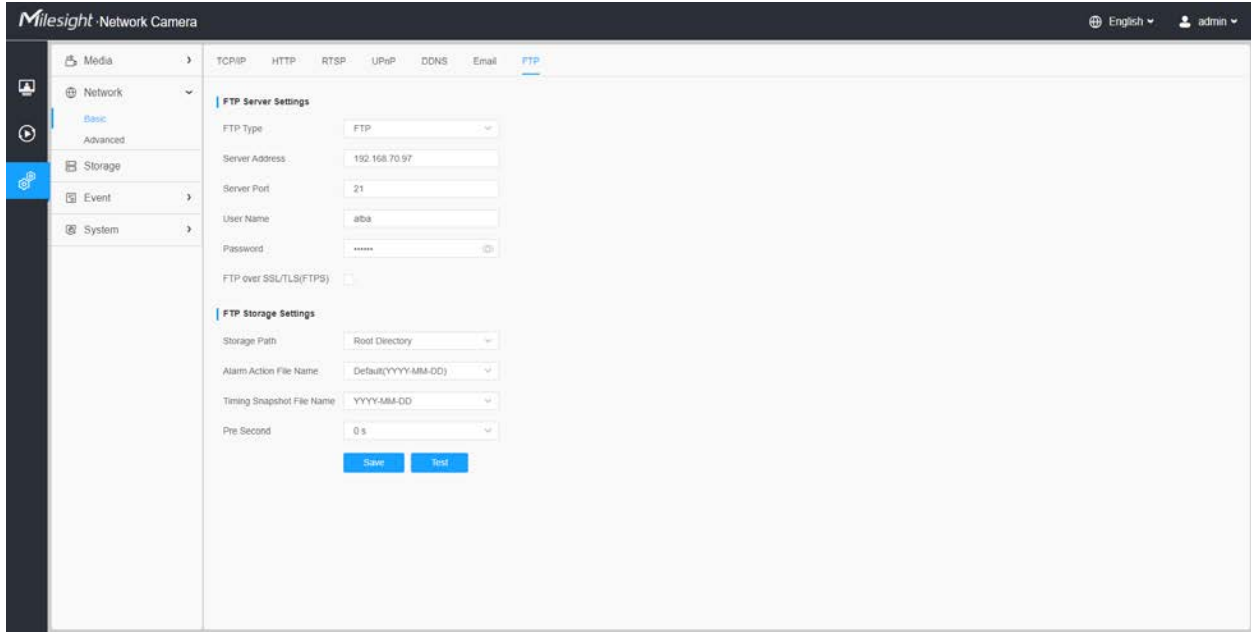 Milesight · Network Camera English admin
Media TCP/IP HTTP RTSP UPnP DDNS Email FTP
Network
Basic
Advanced
Storage
Event
System
FTP Server Settings
FTP Type FTP
Server Address 192.168.70.97
Server Port 21
User Name alba
Password ••••••
FTP over SSL/TLS(FTPS)
FTP Storage Settings
Storage Path Root Directory
Alarm Action File Name Default(YYYY-MM-DD)
Timing Snapshot File Name YYYY-MM-DD
Pre Second 0 s
Save Test